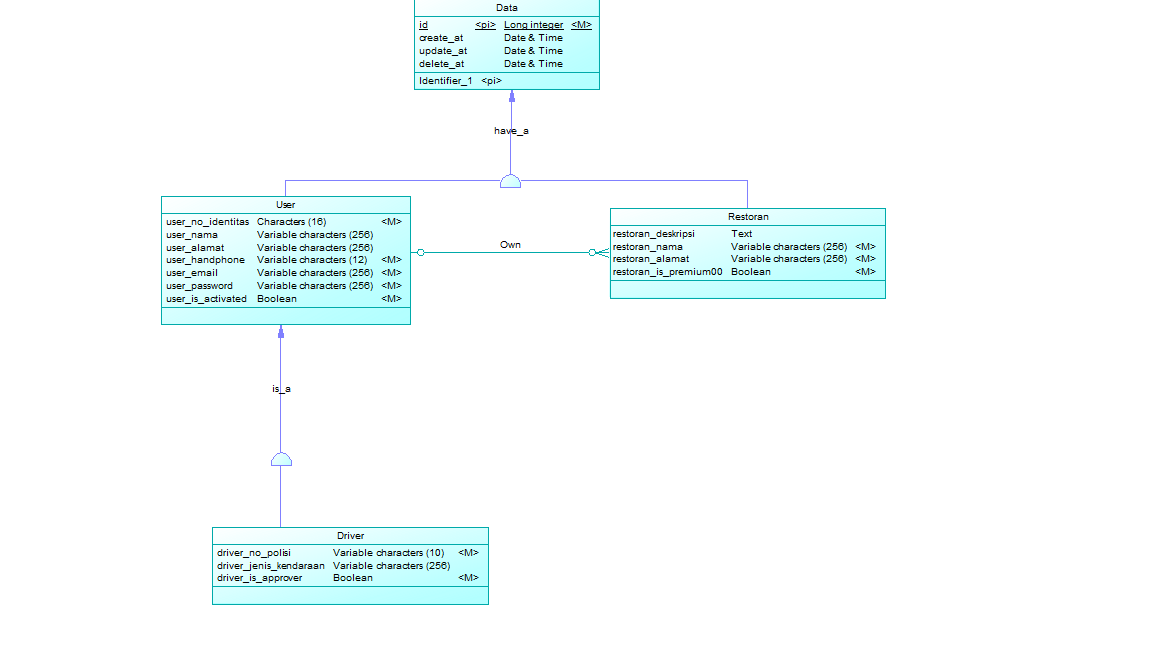 Data
id <pi> Long integer <M>
create_at Date & Time
update_at Date & Time
delete_at Date & Time
Identifier_1 <pi>
have_a
User
user_no_identitas Characters (16) <M>
user_nama Variable characters (256)
user_alamat Variable characters (256)
user_handphone Variable characters (12) <M>
user_email Variable characters (256) <M>
user_password Variable characters (256) <M>
user_is_activated Boolean <M>
Own
Restoran
restoran_deskripsi Text
restoran_nama Variable characters (256) <M>
restoran_alamat Variable characters (256) <M>
restoran_is_premium00 Boolean <M>
is_a
Driver
driver_no_polisi Variable characters (10) <M>
driver_jenis_kendaraan Variable characters (256)
driver_is_approver Boolean <M>